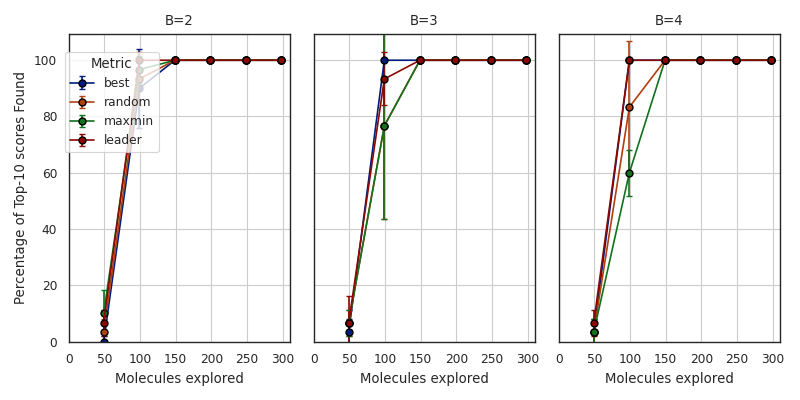 B=2
B=3
B=4
Percentage of Top-10 scores Found
100
80
60
40
20
0
Metric
best
random
maxmin
leader
0 50 100 150 200 250 300
0 50 100 150 200 250 300
0 50 100 150 200 250 300
Molecules explored
Molecules explored
Molecules explored